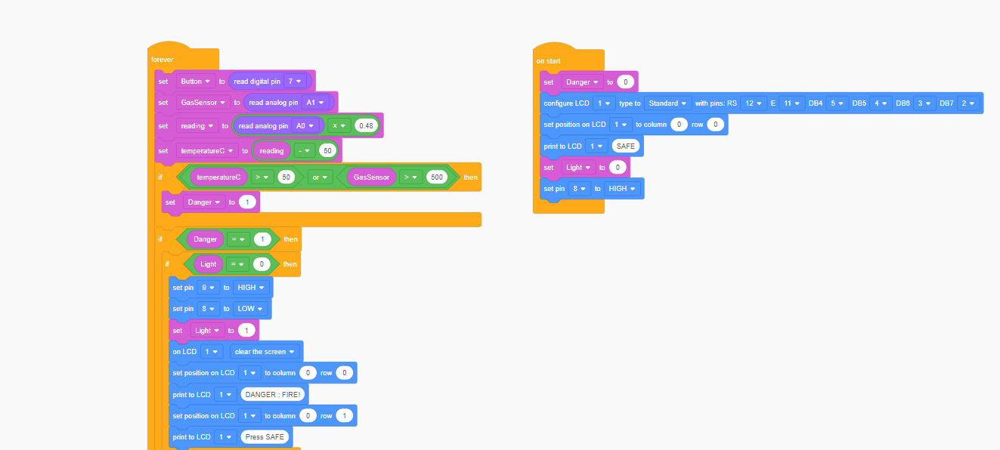 forever
set Button to read digital pin 7
set GasSensor to read analog pin A1
set reading to read analog pin A0 x 0.48
set temperatureC to reading - 50
if temperatureC > 50 or GasSensor > 500 then
set Danger to 1
if Danger = 1 then
if Light = 0 then
set pin 9 to HIGH
set pin 8 to LOW
set Light to 1
on LCD 1 clear the screen
set position on LCD 1 to column 0 row 0
print to LCD 1 DANGER : FIRE!
set position on LCD 1 to column 0 row 1
print to LCD 1 Press SAFE
on start
set Danger to 0
configure LCD 1 type to Standard with pins: RS 12 E 11 DB4 5 DB5 4 DB6 3 DB7 2
set position on LCD 1 to column 0 row 0
print to LCD 1 SAFE
set Light to 0
set pin 8 to HIGH